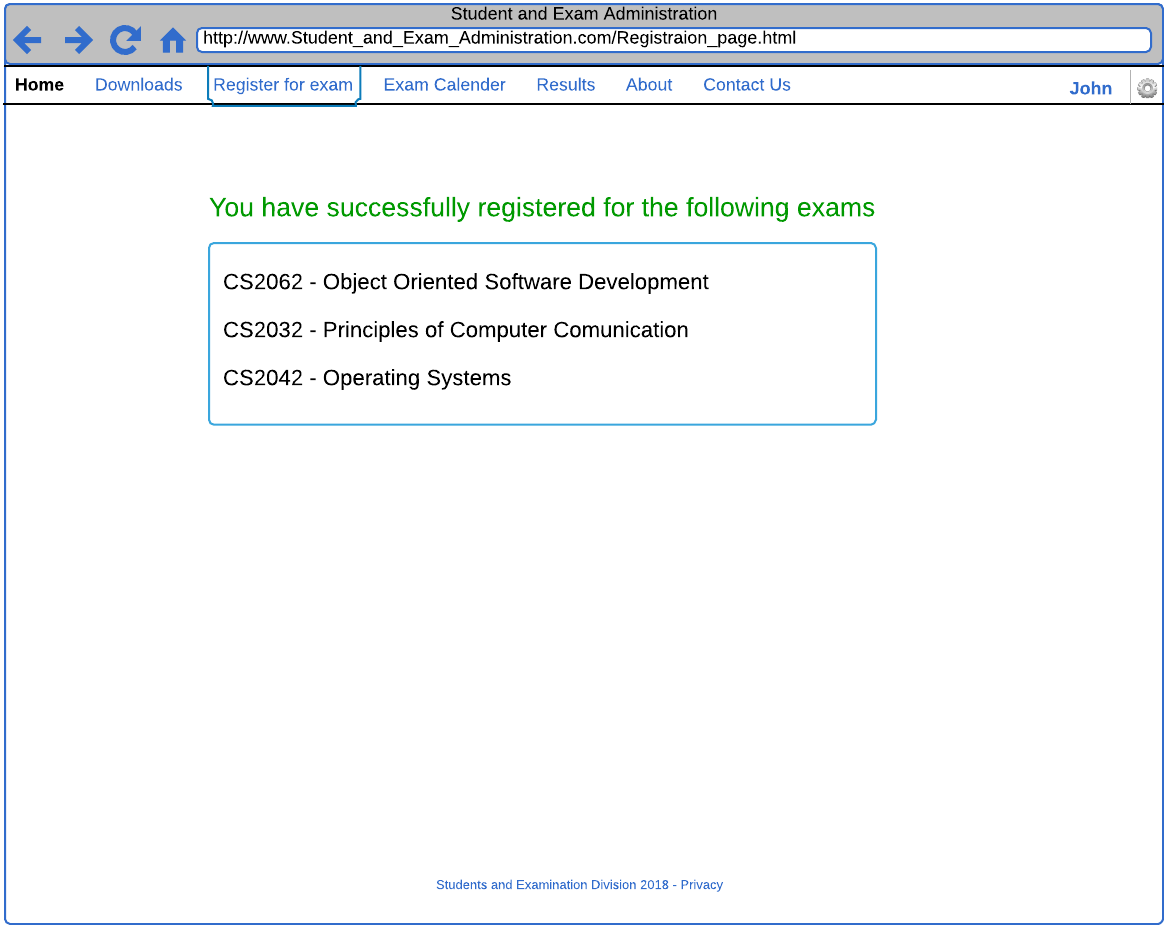 Student and Exam Administration
http://www.Student_and_Exam_Administration.com/Registraion_page.html
Home Downloads Register for exam Exam Calender Results About Contact Us John
You have successfully registered for the following exams
CS2062 - Object Oriented Software Development
CS2032 - Principles of Computer Comunication
CS2042 - Operating Systems
Students and Examination Division 2018 - Privacy